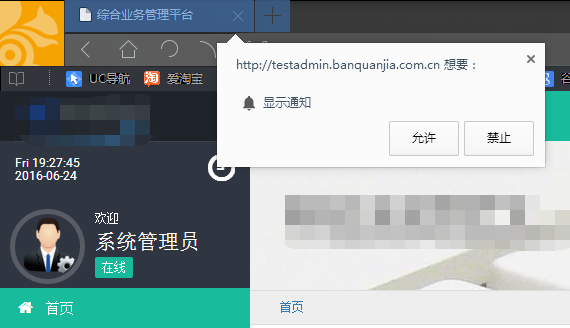 综合业务管理平台
http://testadmin.banquanjia.com.cn 想要：
显示通知
允许 禁止
UC导航 爱淘宝
Fri 19:27:45
2016-06-24
欢迎
系统管理员
在线
首页 首页